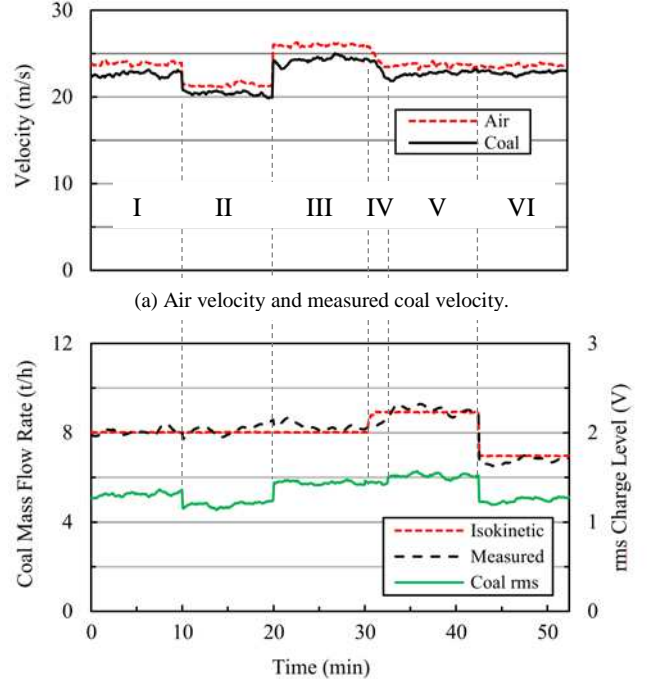 30
20
10
0
Velocity (m/s)
Air
Coal
I II III IV V VI
(a) Air velocity and measured coal velocity.
12
8
4
0
Coal Mass Flow Rate (t/h)
3
2
1
0
rms Charge Level (V)
Isokinetic
Measured
Coal rms
0 10 20 30 40 50
Time (min)